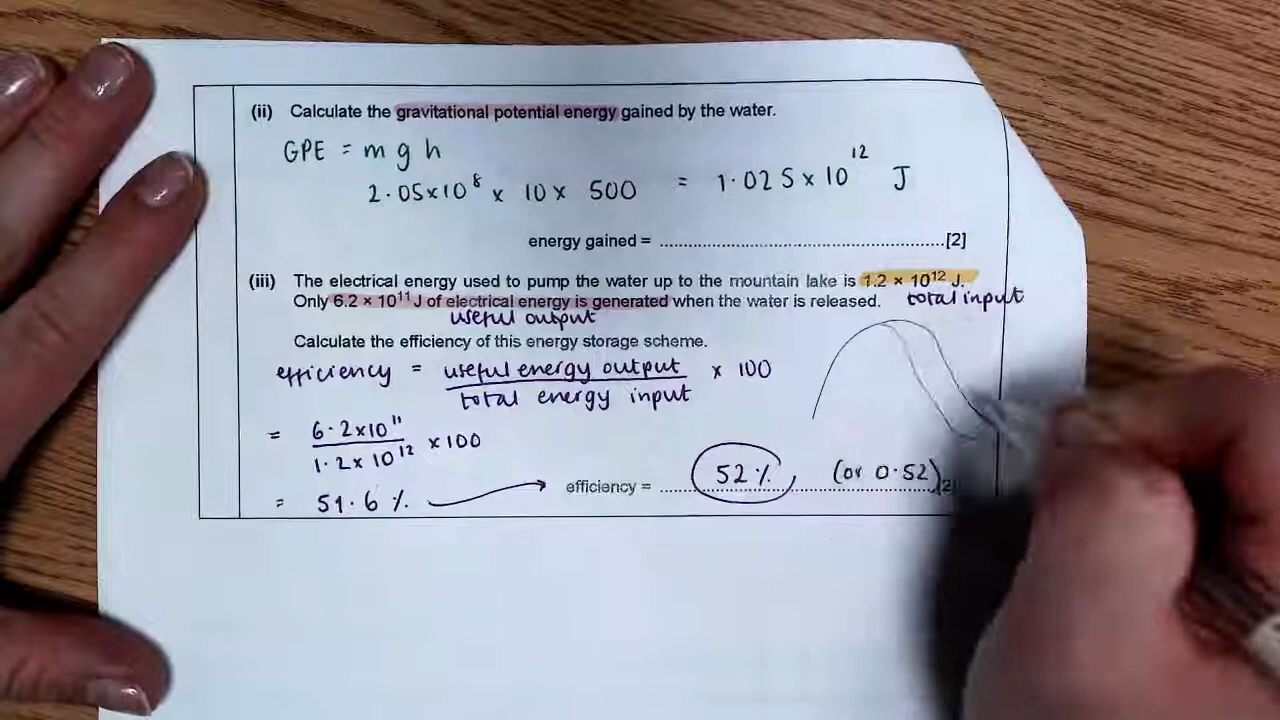 (ii) Calculate the gravitational potential energy gained by the water.
GPE = m g h
2.05×10⁸ × 10 × 500 = 1.025×10¹² J
energy gained = ................................................[2]
(iii) The electrical energy used to pump the water up to the mountain lake is 1.2 × 10¹² J.
Only 6.2 × 10¹¹ J of electrical energy is generated when the water is released. total input
useful output
Calculate the efficiency of this energy storage scheme.
efficiency = useful energy output × 100
total energy input
= 6.2×10¹¹ × 100
1.2×10¹²
= 51.6 %. efficiency = 52 %, (or 0.52)